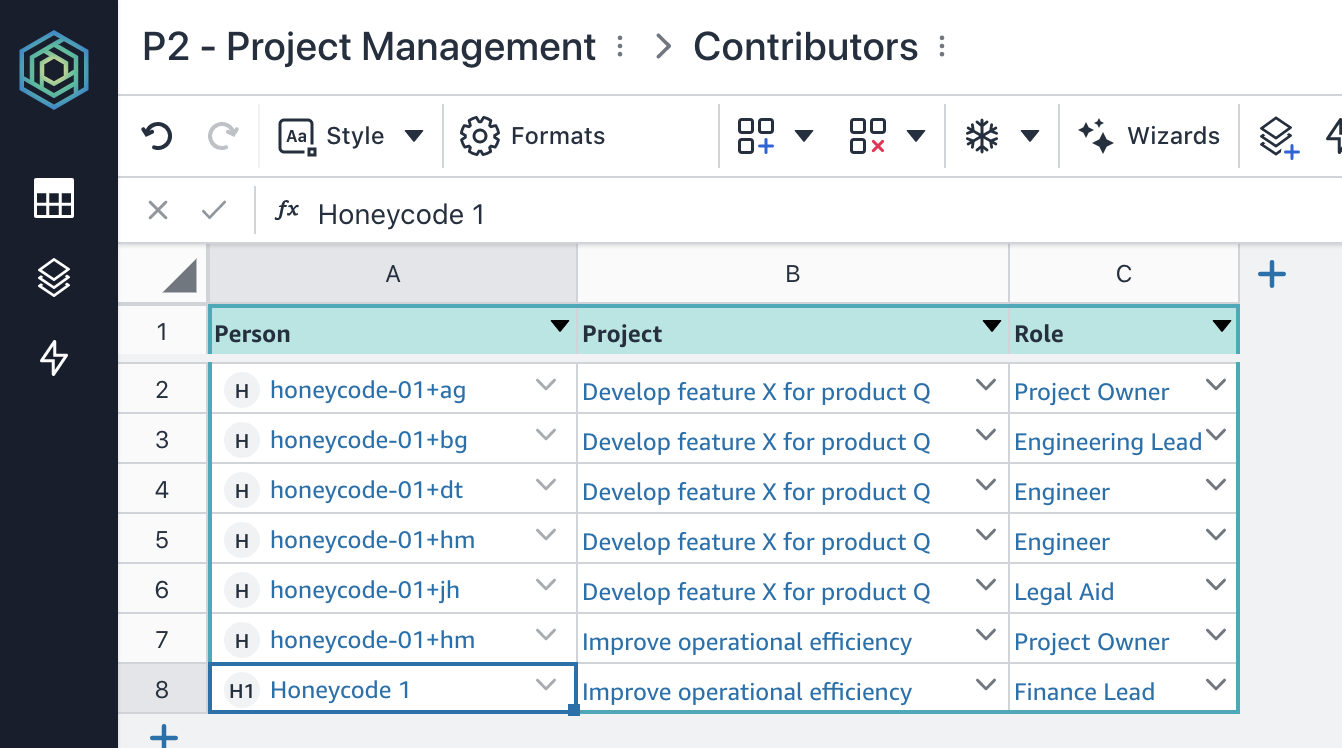 P2 - Project Management > Contributors
Aa Style Formats Wizards
fx Honeycode 1
A B C
1 Person Project Role
2 H honeycode-01+ag Develop feature X for product Q Project Owner
3 H honeycode-01+bg Develop feature X for product Q Engineering Lead
4 H honeycode-01+dt Develop feature X for product Q Engineer
5 H honeycode-01+hm Develop feature X for product Q Engineer
6 H honeycode-01+jh Develop feature X for product Q Legal Aid
7 H honeycode-01+hm Improve operational efficiency Project Owner
8 H1 Honeycode 1 Improve operational efficiency Finance Lead